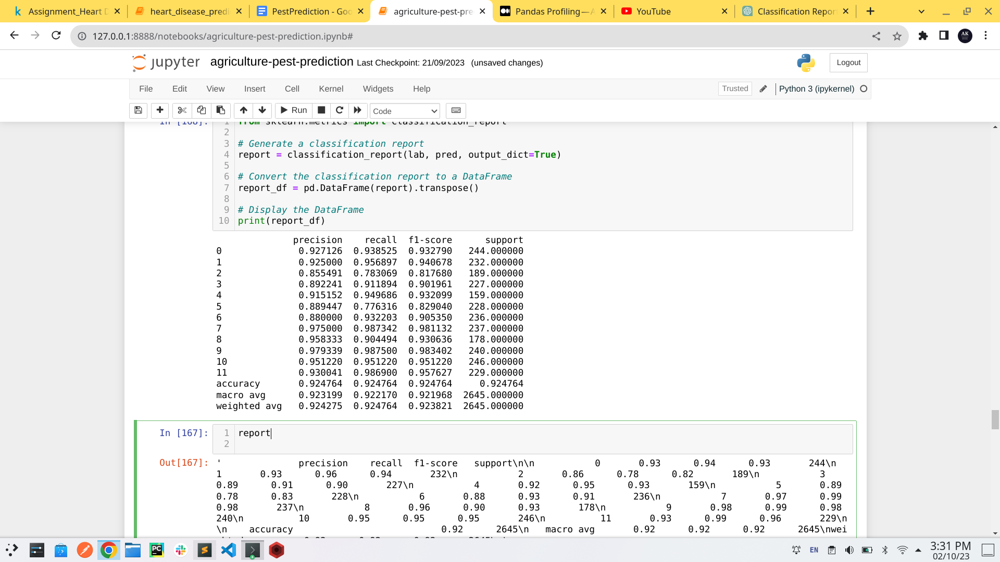 Assignment_Heart D
heart_disease_predi
PestPrediction - Goo
agriculture-pest-pre
Pandas Profiling — A
YouTube
Classification Repor
127.0.0.1:8888/notebooks/agriculture-pest-prediction.ipynb#
AK
jupyter agriculture-pest-prediction Last Checkpoint: 21/09/2023 (unsaved changes)
Logout
File Edit View Insert Cell Kernel Widgets Help
Trusted Python 3 (ipykernel)
Run Code
In [168]: 1 from sklearn.metrics import classification_report
2
3 # Generate a classification report
4 report = classification_report(lab, pred, output_dict=True)
5
6 # Convert the classification report to a DataFrame
7 report_df = pd.DataFrame(report).transpose()
8
9 # Display the DataFrame
10 print(report_df)
precision recall f1-score support
0 0.927126 0.938525 0.932790 244.000000
1 0.925000 0.956897 0.940678 232.000000
2 0.855491 0.783069 0.817680 189.000000
3 0.892241 0.911894 0.901961 227.000000
4 0.915152 0.949686 0.932099 159.000000
5 0.889447 0.776316 0.829040 228.000000
6 0.880000 0.932203 0.905350 236.000000
7 0.975000 0.987342 0.981132 237.000000
8 0.958333 0.904494 0.930636 178.000000
9 0.979339 0.987500 0.983402 240.000000
10 0.951220 0.951220 0.951220 246.000000
11 0.930041 0.986900 0.957627 229.000000
accuracy 0.924764 0.924764 0.924764 0.924764
macro avg 0.923199 0.922170 0.921968 2645.000000
weighted avg 0.924275 0.924764 0.923821 2645.000000
In [167]: 1 report
2
Out[167]: ' precision recall f1-score support\n\n 0 0.93 0.94 0.93 244\n
1 0.93 0.96 0.94 232\n 2 0.86 0.78 0.82 189\n 3
0.89 0.91 0.90 227\n 4 0.92 0.95 0.93 159\n 5 0.89
0.78 0.83 228\n 6 0.88 0.93 0.91 236\n 7 0.97 0.99
0.98 237\n 8 0.96 0.90 0.93 178\n 9 0.98 0.99 0.98
240\n 10 0.95 0.95 0.95 246\n 11 0.93 0.99 0.96 229\n
\n accuracy 0.92 2645\n macro avg 0.92 0.92 0.92 2645\nwei
PC
EN
3:31 PM
02/10/23